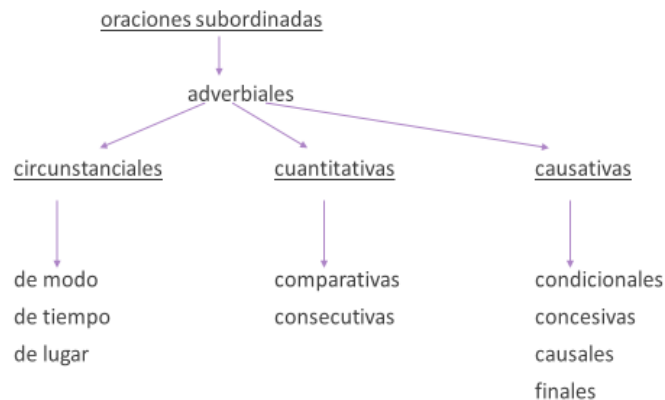 oraciones subordinadas
adverbiales
circunstanciales
cuantitativas
causativas
de modo
de tiempo
de lugar
comparativas
consecutivas
condicionales
concesivas
causales
finales